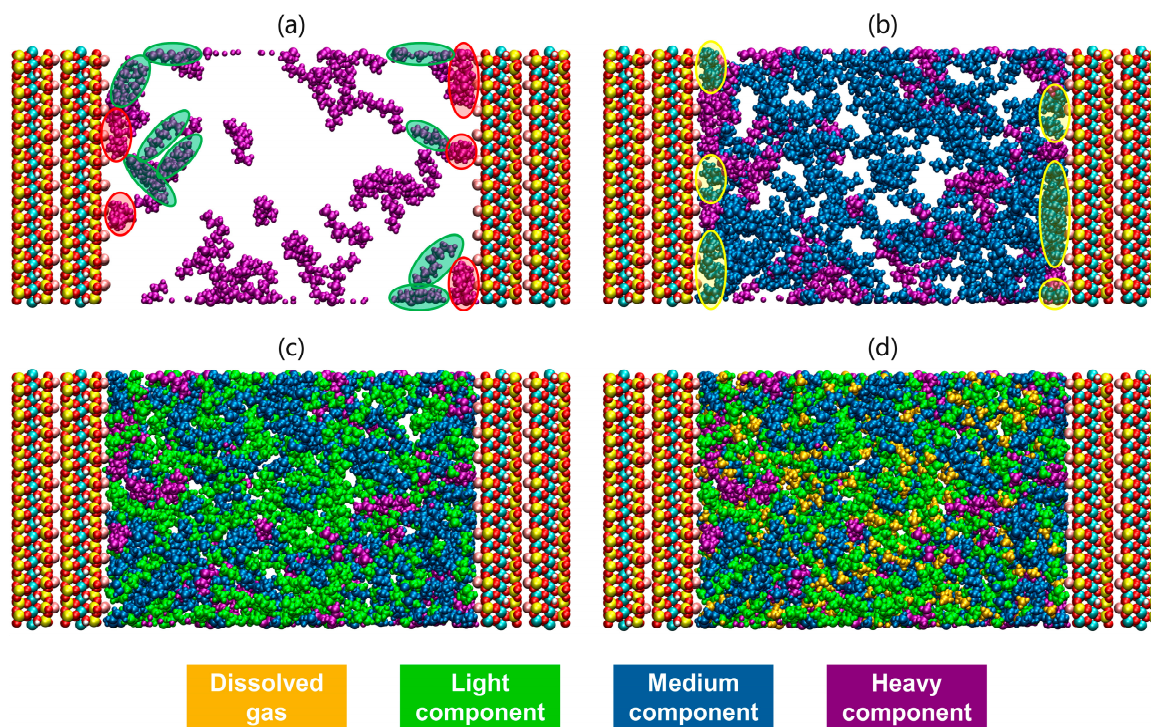 (a)
(b)
(c)
(d)
Dissolved
gas
Light
component
Medium
component
Heavy
component